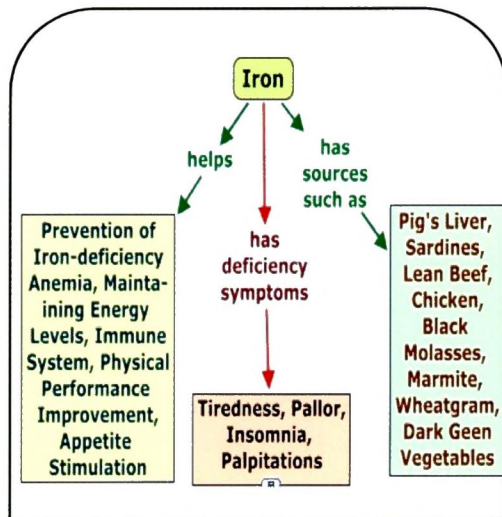 Iron
helps
has
sources
such as
has
deficiency
symptoms
Prevention of
Iron-deficiency
Anemia, Mainta-
ining Energy
Levels, Immune
System, Physical
Performance
Improvement,
Appetite
Stimulation
Tiredness, Pallor,
Insomnia,
Palpitations
Pig's Liver,
Sardines,
Lean Beef,
Chicken,
Black
Molasses,
Marmite,
Wheatgram,
Dark Geen
Vegetables